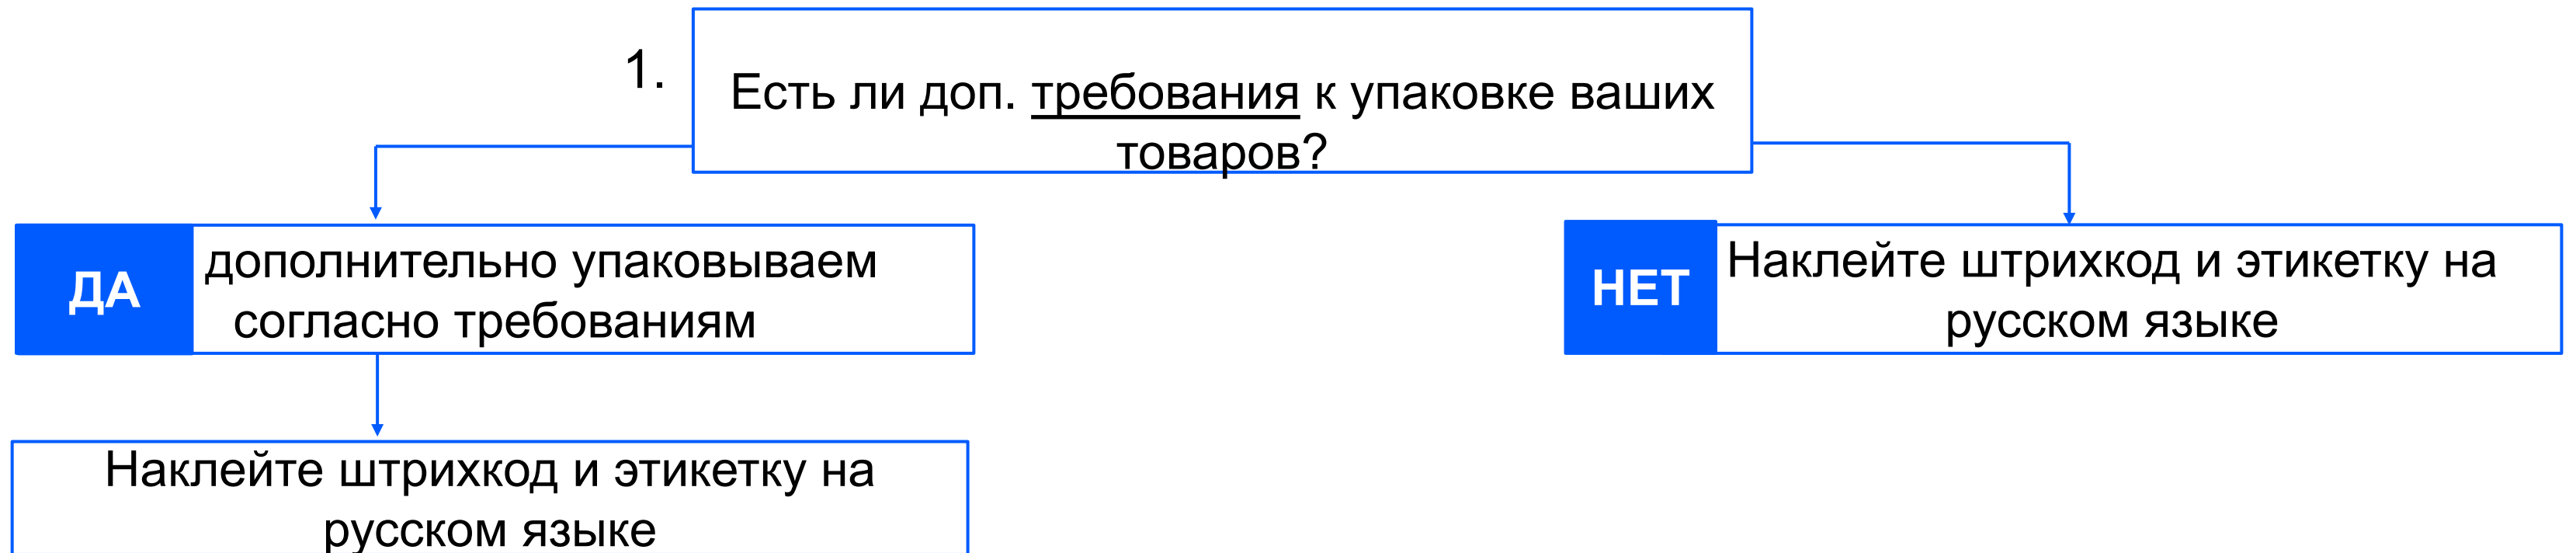 1.
Есть ли доп. требования к упаковке ваших
товаров?
ДА
дополнительно упаковываем
согласно требованиям
НЕТ
Наклейте штрихкод и этикетку на
русском языке
Наклейте штрихкод и этикетку на
русском языке